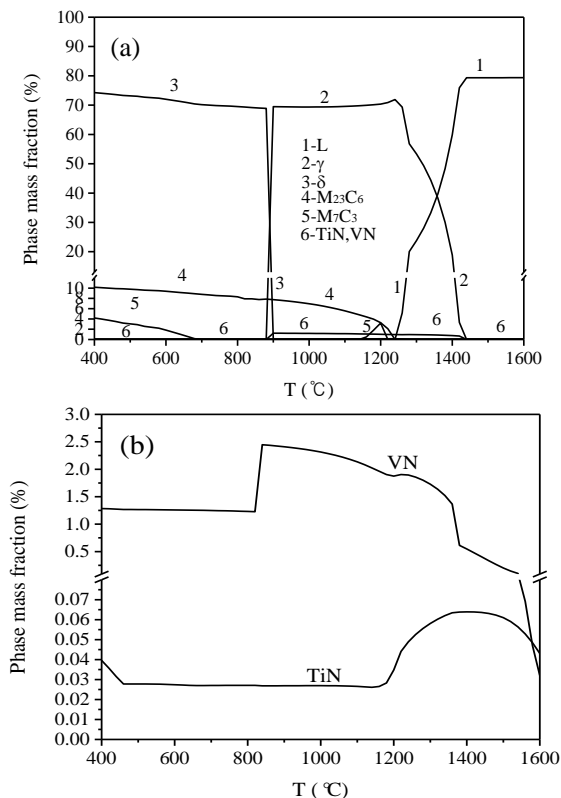 100
90
80
70
60
50
40
30
20
10
8
6
4
2
0
Phase mass fraction (%)
(a)
3
2
1
1-L
2-γ
3-δ
4-M23C6
5-M7C3
6-TiN,VN
4
3
4
1
2
5
5
6
6
6
6
6
400 600 800 1000 1200 1400 1600
T (℃)
3.0
2.5
2.0
1.5
1.0
0.5
0.07
0.06
0.05
0.04
0.03
0.02
0.01
0.00
Phase mass fraction (%)
(b)
VN
TiN
400 600 800 1000 1200 1400 1600
T (℃)